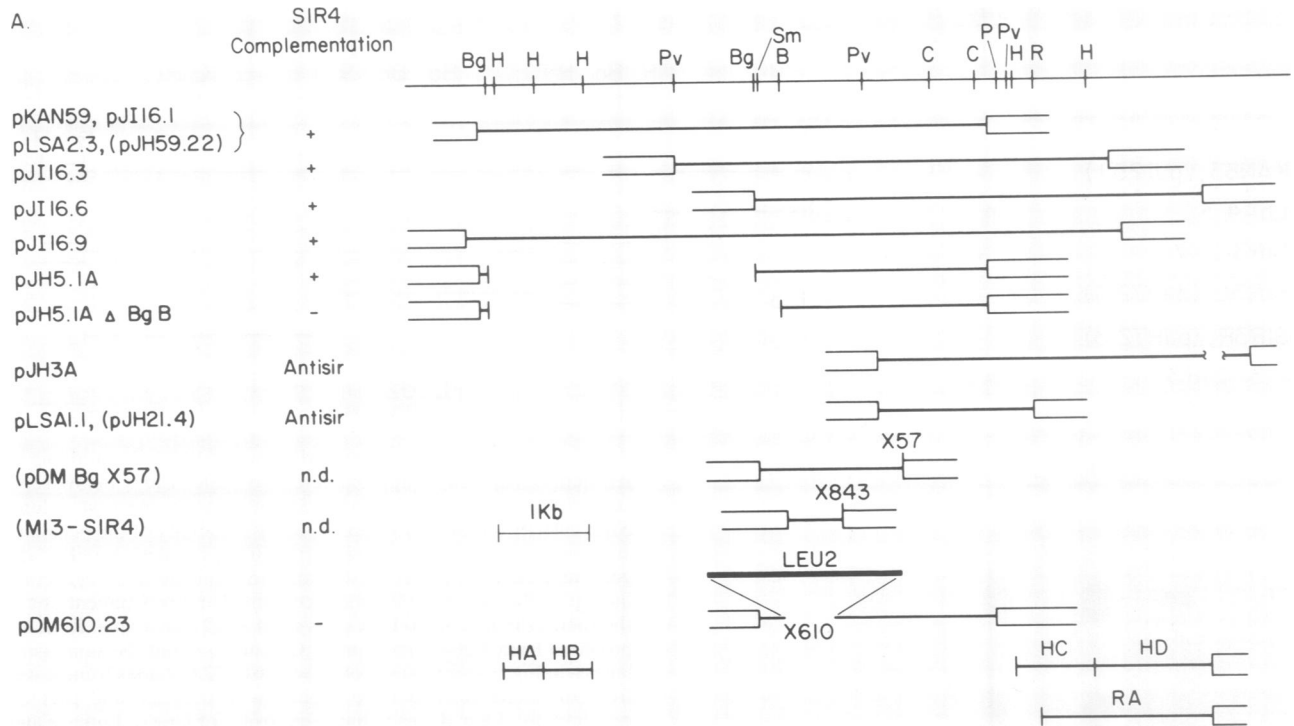 A.
SIR4
Complementation
Bg H H H Pv Bg Sm B Pv C C P Pv H R H
pKAN59, pJI16.1
pLSA2.3, (pJH59.22) } +
pJI16.3 +
pJI16.6 +
pJI16.9 +
pJH5.1A +
pJH5.1A Δ Bg B -
pJH3A Antisir
pLSA1.1, (pJH21.4) Antisir
X57
(pDM Bg X57) n.d.
X843
(M13-SIR4) n.d. 1Kb
LEU2
pDM610.23 - X610
HA HB HC HD
RA